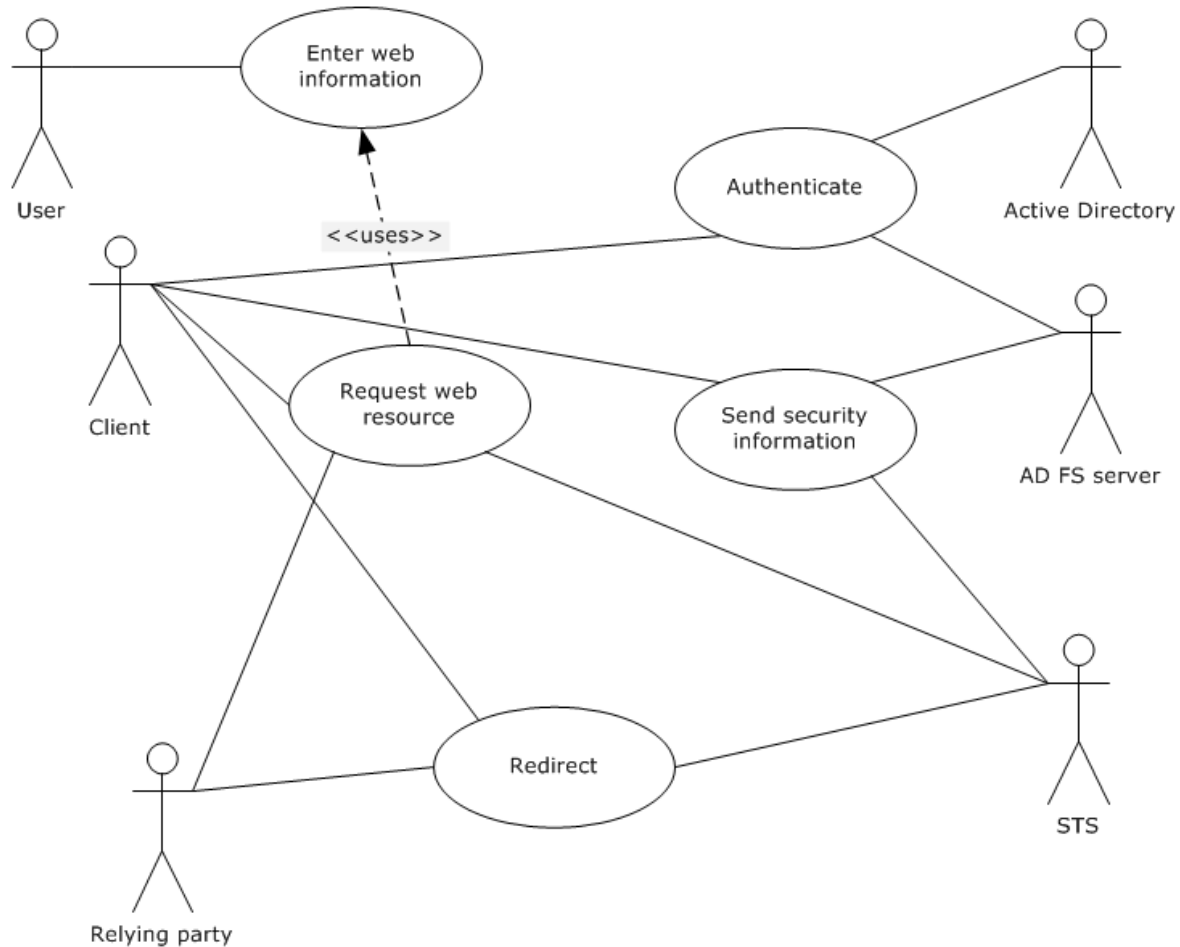 Enter web
information
User
Authenticate
Active Directory
<<uses>>
Client
Request web
resource
Send security
information
AD FS server
Redirect
STS
Relying party